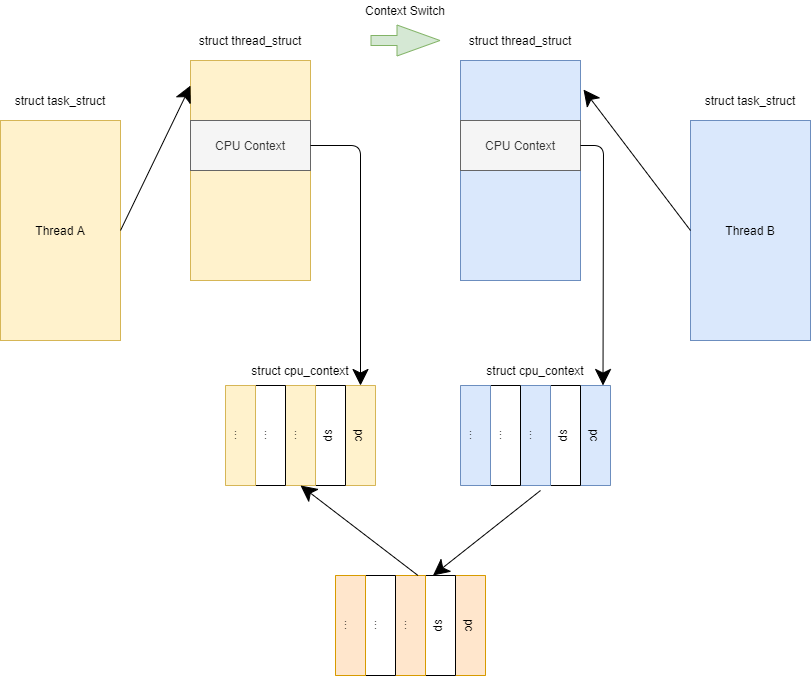 Context Switch
struct thread_struct
struct thread_struct
struct task_struct
struct task_struct
CPU Context
CPU Context
Thread A
Thread B
struct cpu_context
struct cpu_context
...
...
...
sp
pc
...
...
...
sp
pc
...
...
...
sp
pc